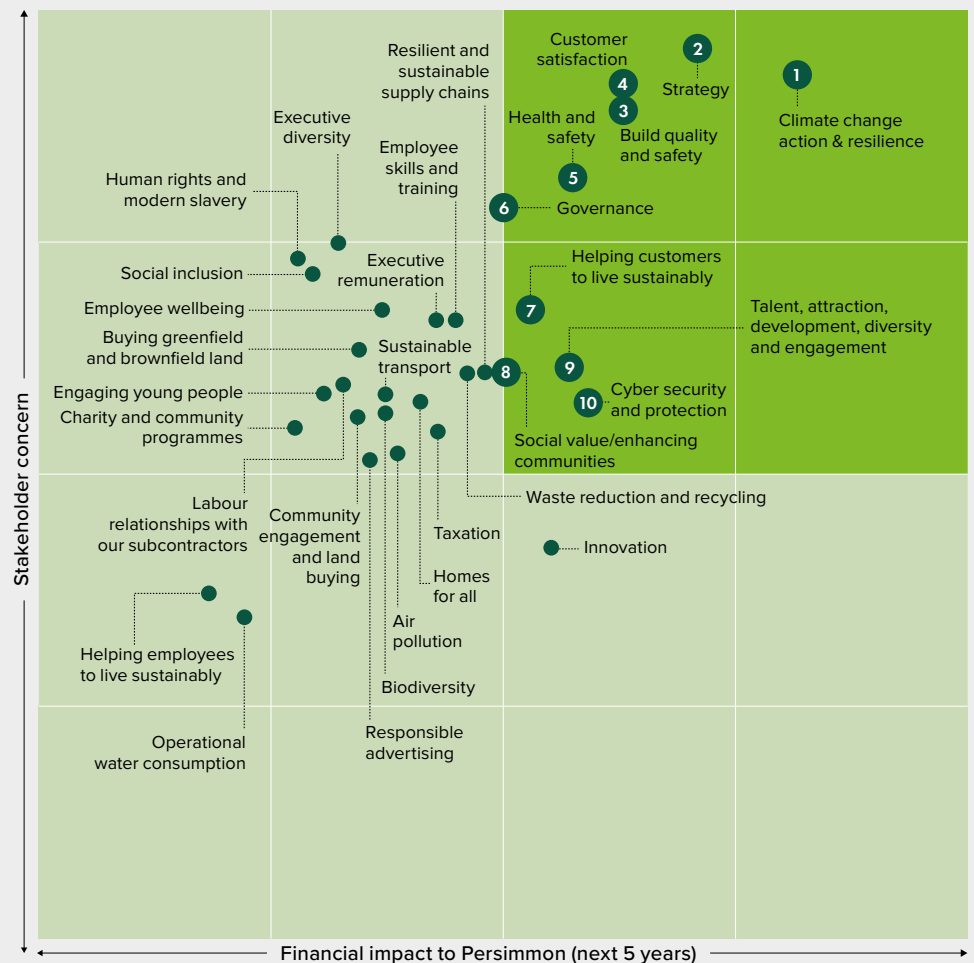 Resilient and
sustainable
supply chains
Customer
satisfaction
2
Strategy
1
Climate change
action & resilience
4
3
Build quality
and safety
Health and
safety
5
6
Governance
Executive
diversity
Employee
skills and
training
Human rights and
modern slavery
Social inclusion
Executive
remuneration
Helping customers
to live sustainably
7
Employee wellbeing
Talent, attraction,
development, diversity
and engagement
Buying greenfield
and brownfield land
Sustainable
transport
8
9
10
Cyber security
and protection
Engaging young people
Charity and community
programmes
Social value/enhancing
communities
Labour
relationships with
our subcontractors
Community
engagement
and land
buying
Waste reduction and recycling
Taxation
Innovation
Homes
for all
Air
pollution
Helping employees
to live sustainably
Biodiversity
Responsible
advertising
Operational
water consumption
Stakeholder concern
Financial impact to Persimmon (next 5 years)